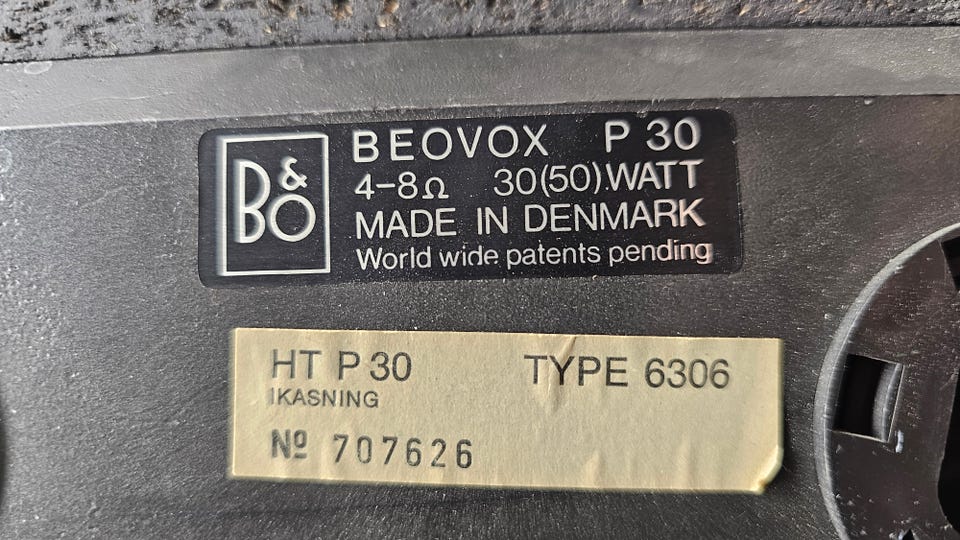 B&O
BEOVOX P 30
4-8Ω 30(50).WATT
MADE IN DENMARK
World wide patents pending
HT P 30 TYPE 6306
IKASNING
Nº 707626